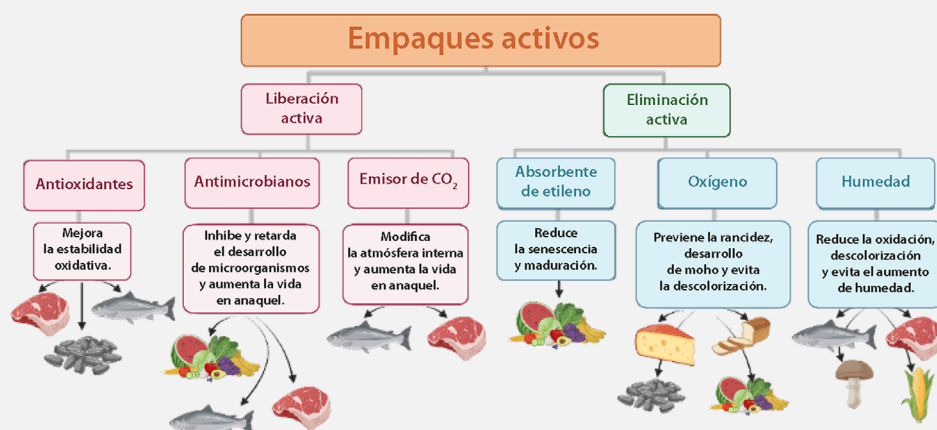 Empaques activos
Liberación
activa
Eliminación
activa
Antioxidantes
Antimicrobianos
Emisor de CO₂
Absorbente
de etileno
Oxígeno
Humedad
Mejora
la estabilidad
oxidativa.
Inhibe y retarda
el desarrollo
de microorganismos
y aumenta la vida
en anaquel.
Modifica
la atmósfera interna
y aumenta la vida
en anaquel.
Reduce
la senescencia
y maduración.
Previene la rancidez,
desarrollo
de moho y evita
la descolorización.
Reduce la oxidación,
descolorización
y evita el aumento
de humedad.